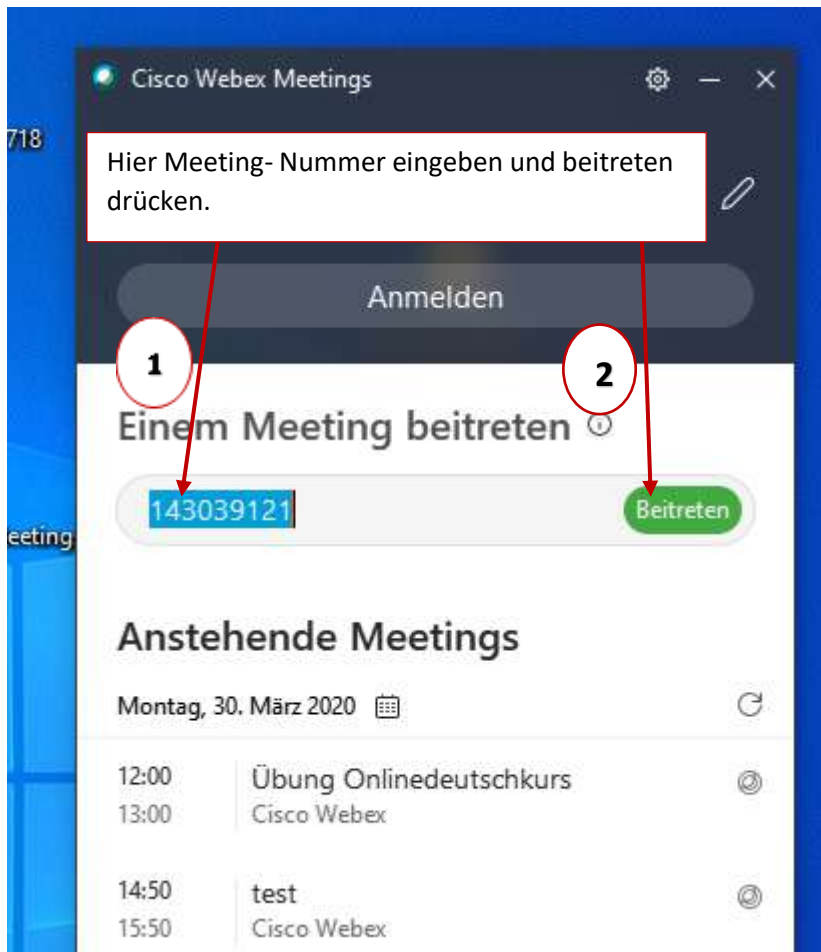 Cisco Webex Meetings
718
Hier Meeting- Nummer eingeben und beitreten
drücken.
Anmelden
1
2
Einem Meeting beitreten
143039121
Beitreten
eeting
Anstehende Meetings
Montag, 30. März 2020
12:00 Übung Onlinedeutschkurs
13:00 Cisco Webex
14:50 test
15:50 Cisco Webex